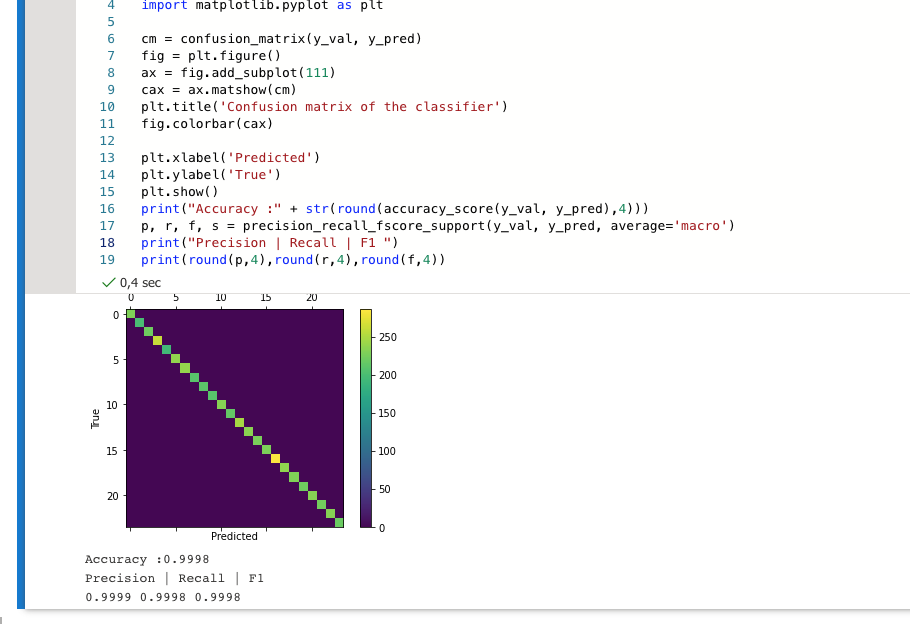 4 import matplotlib.pyplot as plt
5
6 cm = confusion_matrix(y_val, y_pred)
7 fig = plt.figure()
8 ax = fig.add_subplot(111)
9 cax = ax.matshow(cm)
10 plt.title('Confusion matrix of the classifier')
11 fig.colorbar(cax)
12
13 plt.xlabel('Predicted')
14 plt.ylabel('True')
15 plt.show()
16 print("Accuracy :" + str(round(accuracy_score(y_val, y_pred),4)))
17 p, r, f, s = precision_recall_fscore_support(y_val, y_pred, average='macro')
18 print("Precision | Recall | F1 ")
19 print(round(p,4),round(r,4),round(f,4))
0,4 sec
0 5 10 15 20
0
5
10
15
20
True
Predicted
250
200
150
100
50
0
Accuracy :0.9998
Precision | Recall | F1
0.9999 0.9998 0.9998